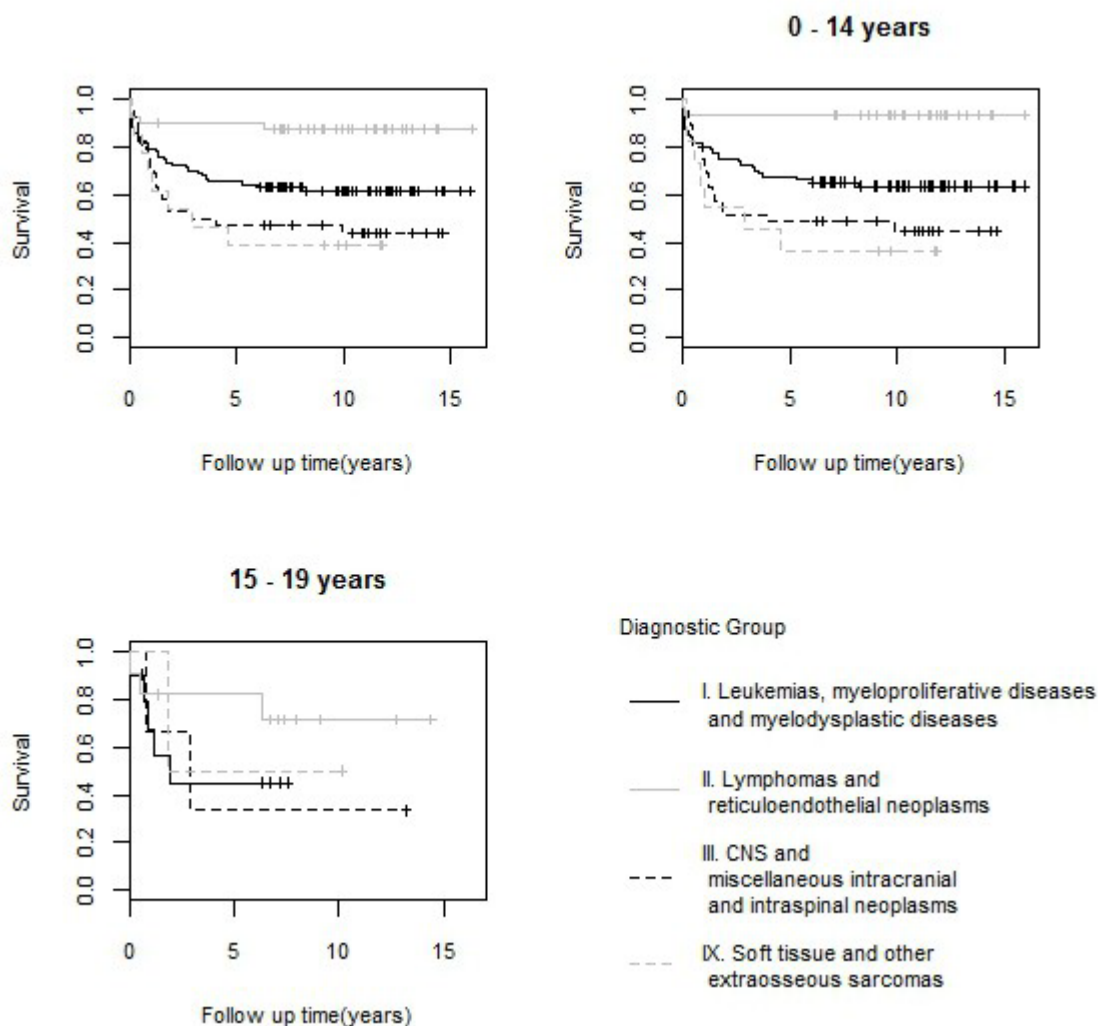 0 - 14 years
Survival
0.0 0.2 0.4 0.6 0.8 1.0
0 5 10 15
Follow up time(years)
Survival
0.0 0.2 0.4 0.6 0.8 1.0
0 5 10 15
Follow up time(years)
15 - 19 years
Survival
0.0 0.2 0.4 0.6 0.8 1.0
0 5 10 15
Follow up time(years)
Diagnostic Group
I. Leukemias, myeloproliferative diseases
and myelodysplastic diseases
II. Lymphomas and
reticuloendothelial neoplasms
III. CNS and
miscellaneous intracranial
and intraspinal neoplasms
IX. Soft tissue and other
extraosseous sarcomas